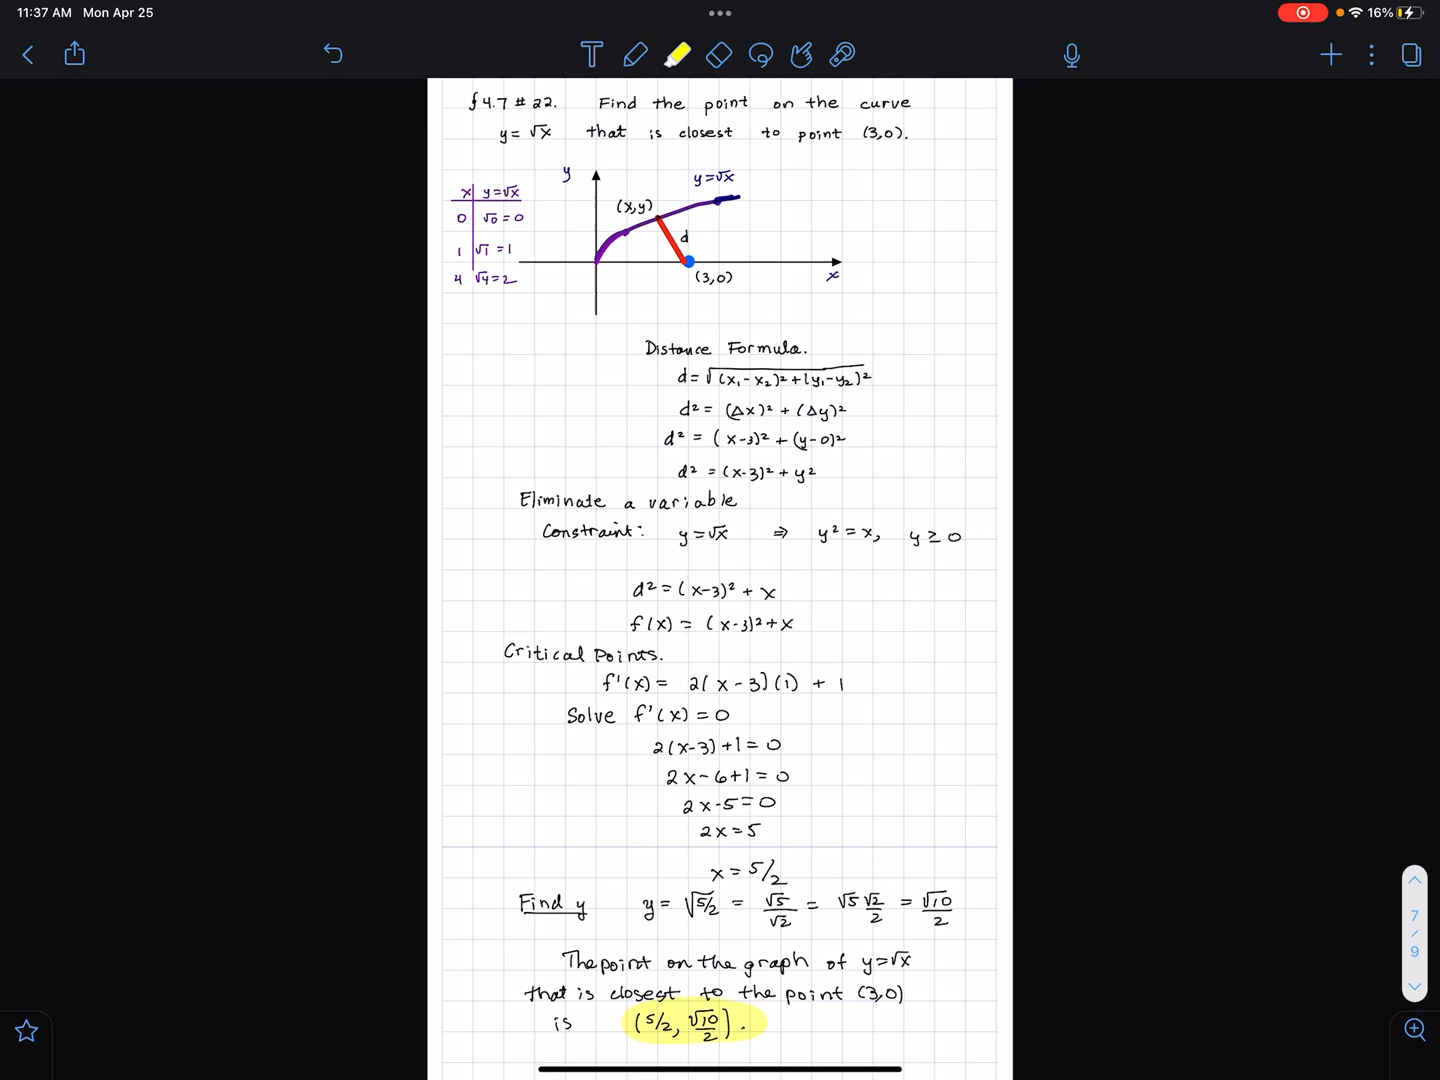 11:37 AM Mon Apr 25
16%
§4.7 # 22. Find the point on the curve
y = √x that is closest to point (3,0).
y
y=√x
x | y=√x
0 | √0 = 0
1 | √1 = 1
4 | √4 = 2
(x,y)
d
(3,0)
x
Distance Formula.
d = √(x₁-x₂)²+(y₁-y₂)²
d² = (Δx)² + (Δy)²
d² = (x-3)² + (y-0)²
d² = (x-3)² + y²
Eliminate a variable
Constraint: y = √x ⇒ y² = x, y ≥ 0
d² = (x-3)² + x
f(x) = (x-3)² + x
Critical Points.
f'(x) = 2(x-3)(1) + 1
Solve f'(x) = 0
2(x-3)+1 = 0
2x-6+1 = 0
2x-5 = 0
2x = 5
x = 5/2
Find y y = √5/2 = √5/√2 = √5 √2/2 = √10/2
The point on the graph of y=√x
that is closest to the point (3,0)
is (5/2, √10/2).
7
/
9